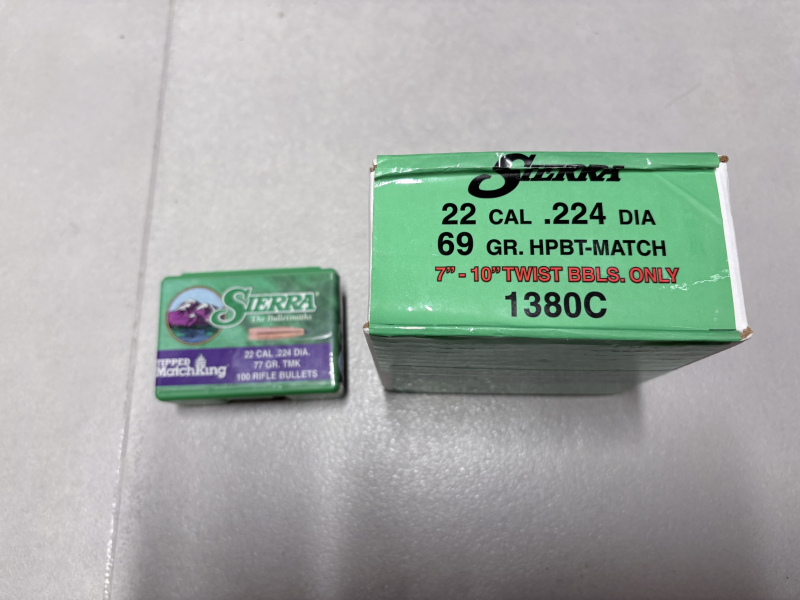 SIERRA
The Bulletsmiths
TIPPED
MatchKing
22 CAL .224 DIA.
77 GR. TMK
100 RIFLE BULLETS
SIERRA
22 CAL .224 DIA
69 GR. HPBT-MATCH
7" - 10" TWIST BBLS. ONLY
1380C